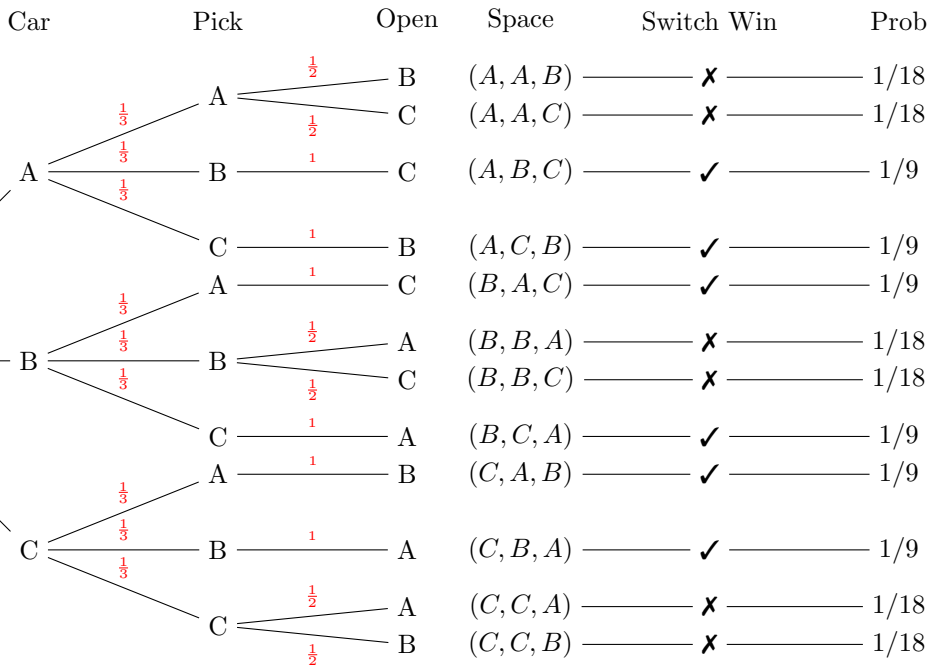 Car Pick Open Space Switch Win Prob
1/2
B (A, A, B) ✗ 1/18
A
1/3
C (A, A, C) ✗ 1/18
1/2
1/3
A B 1 C (A, B, C) ✓ 1/9
1/3
C 1 B (A, C, B) ✓ 1/9
A 1 C (B, A, C) ✓ 1/9
1/3
1/2
1/3
A (B, B, A) ✗ 1/18
B B
1/3
C (B, B, C) ✗ 1/18
1/2
C 1 A (B, C, A) ✓ 1/9
A 1 B (C, A, B) ✓ 1/9
1/3
1/3
C B 1 A (C, B, A) ✓ 1/9
1/3
1/2
A (C, C, A) ✗ 1/18
C
B (C, C, B) ✗ 1/18
1/2